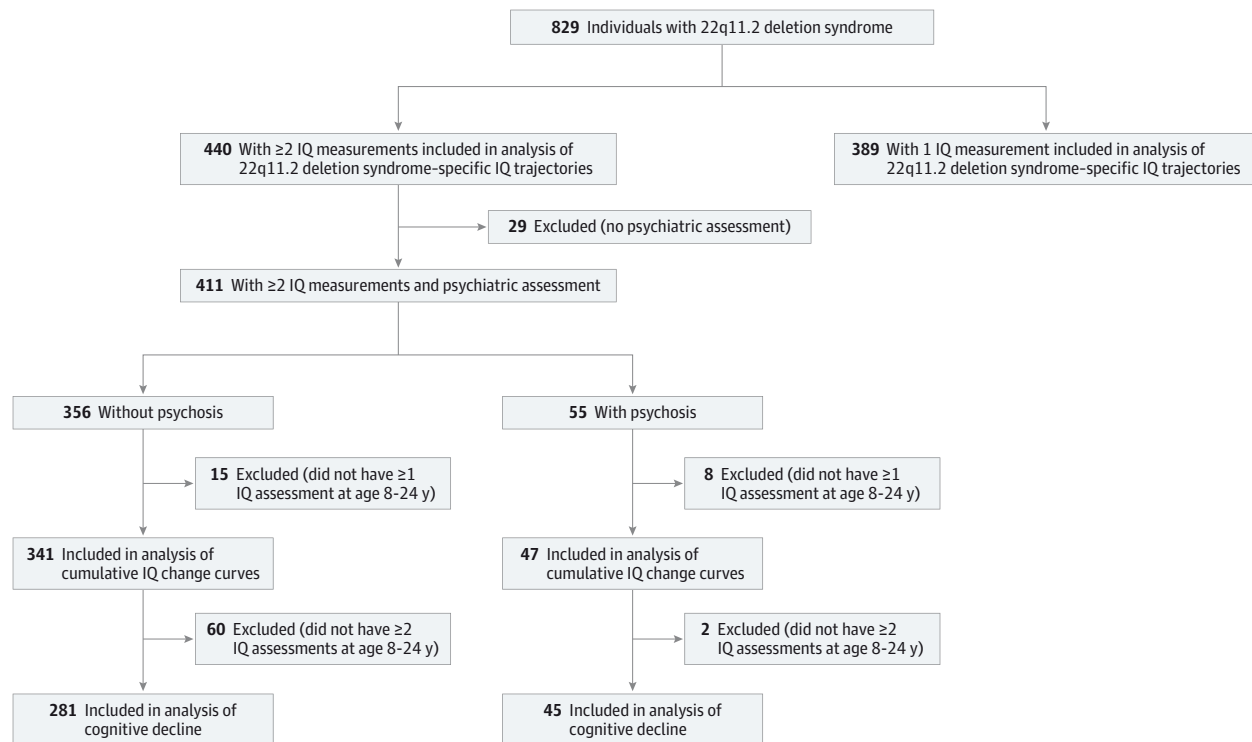 829 Individuals with 22q11.2 deletion syndrome
440 With ≥2 IQ measurements included in analysis of
22q11.2 deletion syndrome–specific IQ trajectories
389 With 1 IQ measurement included in analysis of
22q11.2 deletion syndrome–specific IQ trajectories
29 Excluded (no psychiatric assessment)
411 With ≥2 IQ measurements and psychiatric assessment
356 Without psychosis
55 With psychosis
15 Excluded (did not have ≥1
IQ assessment at age 8-24 y)
8 Excluded (did not have ≥1
IQ assessment at age 8-24 y)
341 Included in analysis of
cumulative IQ change curves
47 Included in analysis of
cumulative IQ change curves
60 Excluded (did not have ≥2
IQ assessments at age 8-24 y)
2 Excluded (did not have ≥2
IQ assessments at age 8-24 y)
281 Included in analysis of
cognitive decline
45 Included in analysis of
cognitive decline